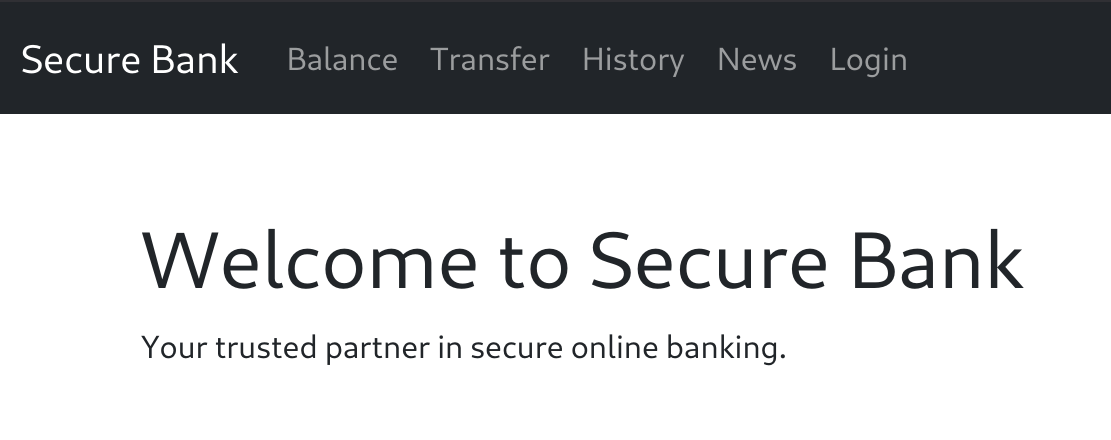 Secure Bank Balance Transfer History News Login
Welcome to Secure Bank
Your trusted partner in secure online banking.